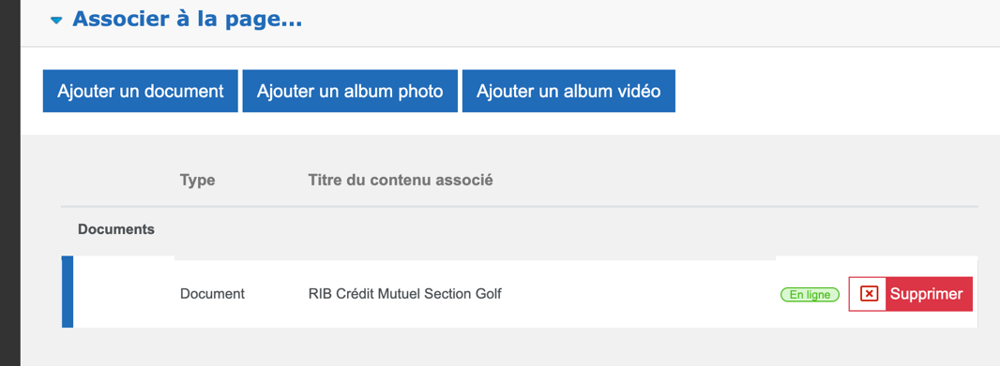 Associer à la page...
Ajouter un document Ajouter un album photo Ajouter un album vidéo
Type Titre du contenu associé
Documents
Document RIB Crédit Mutuel Section Golf En ligne Supprimer